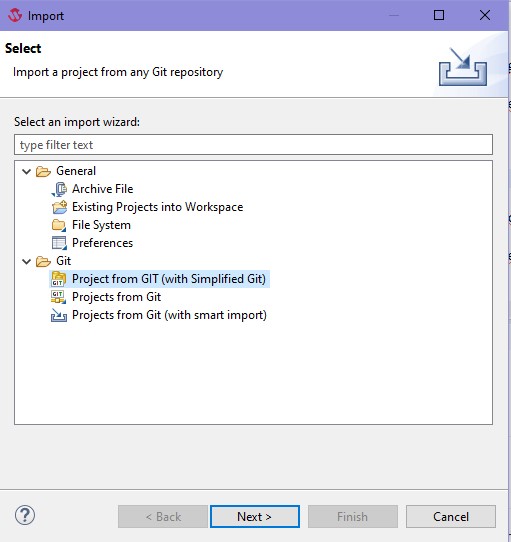 Import
Select
Import a project from any Git repository
Select an import wizard:
type filter text
General
Archive File
Existing Projects into Workspace
File System
Preferences
Git
Project from GIT (with Simplified Git)
Projects from Git
Projects from Git (with smart import)
< Back
Next >
Finish
Cancel